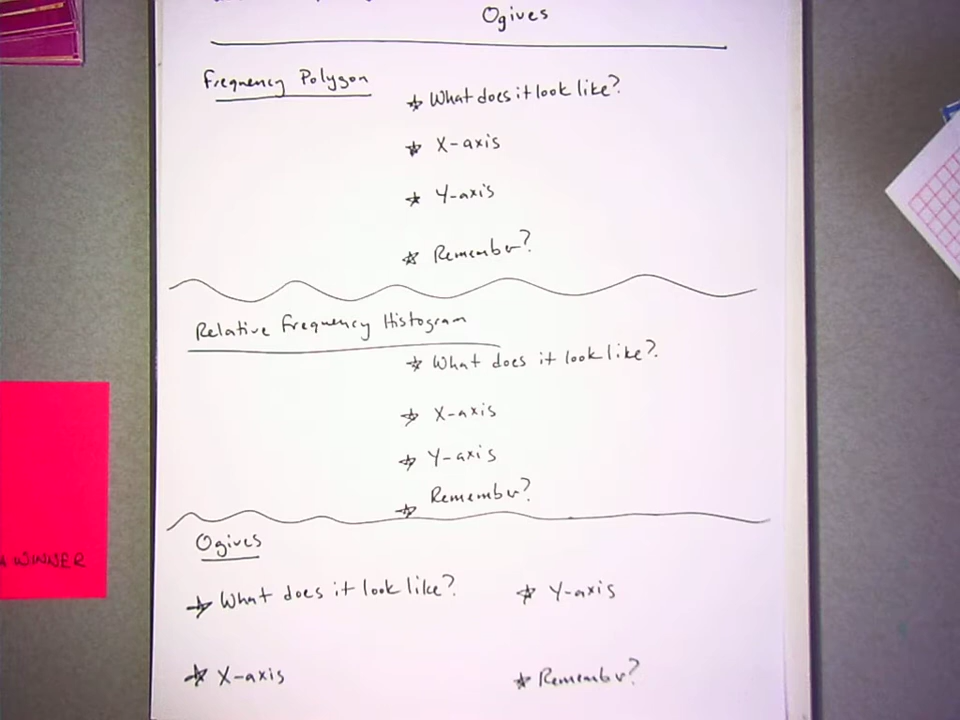 Ogives
Frequency Polygon
* What does it look like?
* X-axis
* Y-axis
* Remember?
Relative Frequency Histogram
* What does it look like?
* X-axis
* Y-axis
* Remember?
Ogives
* What does it look like?
* Y-axis
* X-axis
* Remember?
WINNER